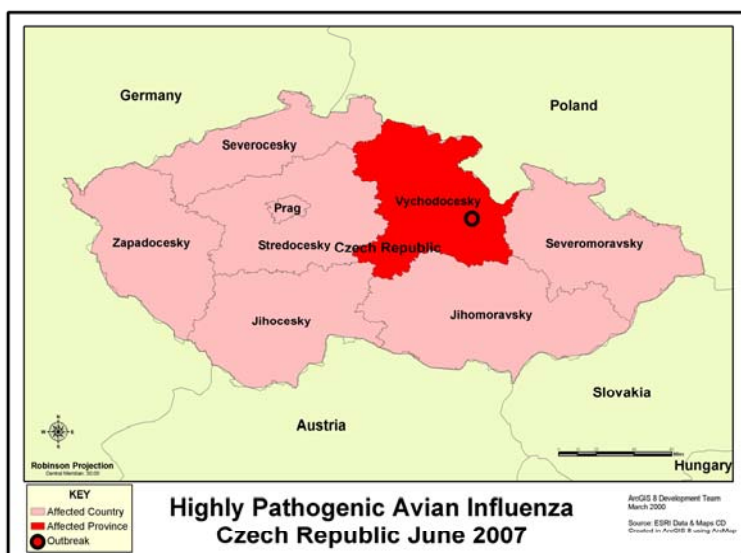 Germany
Poland
Severocesky
Vychodocesky
Prag
Zapadocesky
Stredocesky
Czech Republic
Severomoravsky
Jihocesky
Jihomoravsky
Slovakia
Austria
Hungary
Robinson Projection
KEY
Affected Country
Affected Province
Outbreak
Highly Pathogenic Avian Influenza
Czech Republic June 2007
ArcGIS 8 Development Team
March 2000
Source: ESRI Data & Maps CD